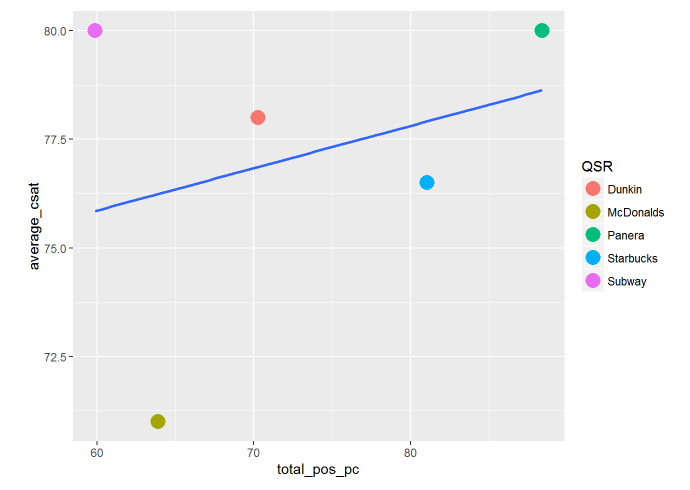 80.0
77.5
75.0
72.5
average_csat
60
70
80
total_pos_pc
QSR
Dunkin
McDonalds
Panera
Starbucks
Subway